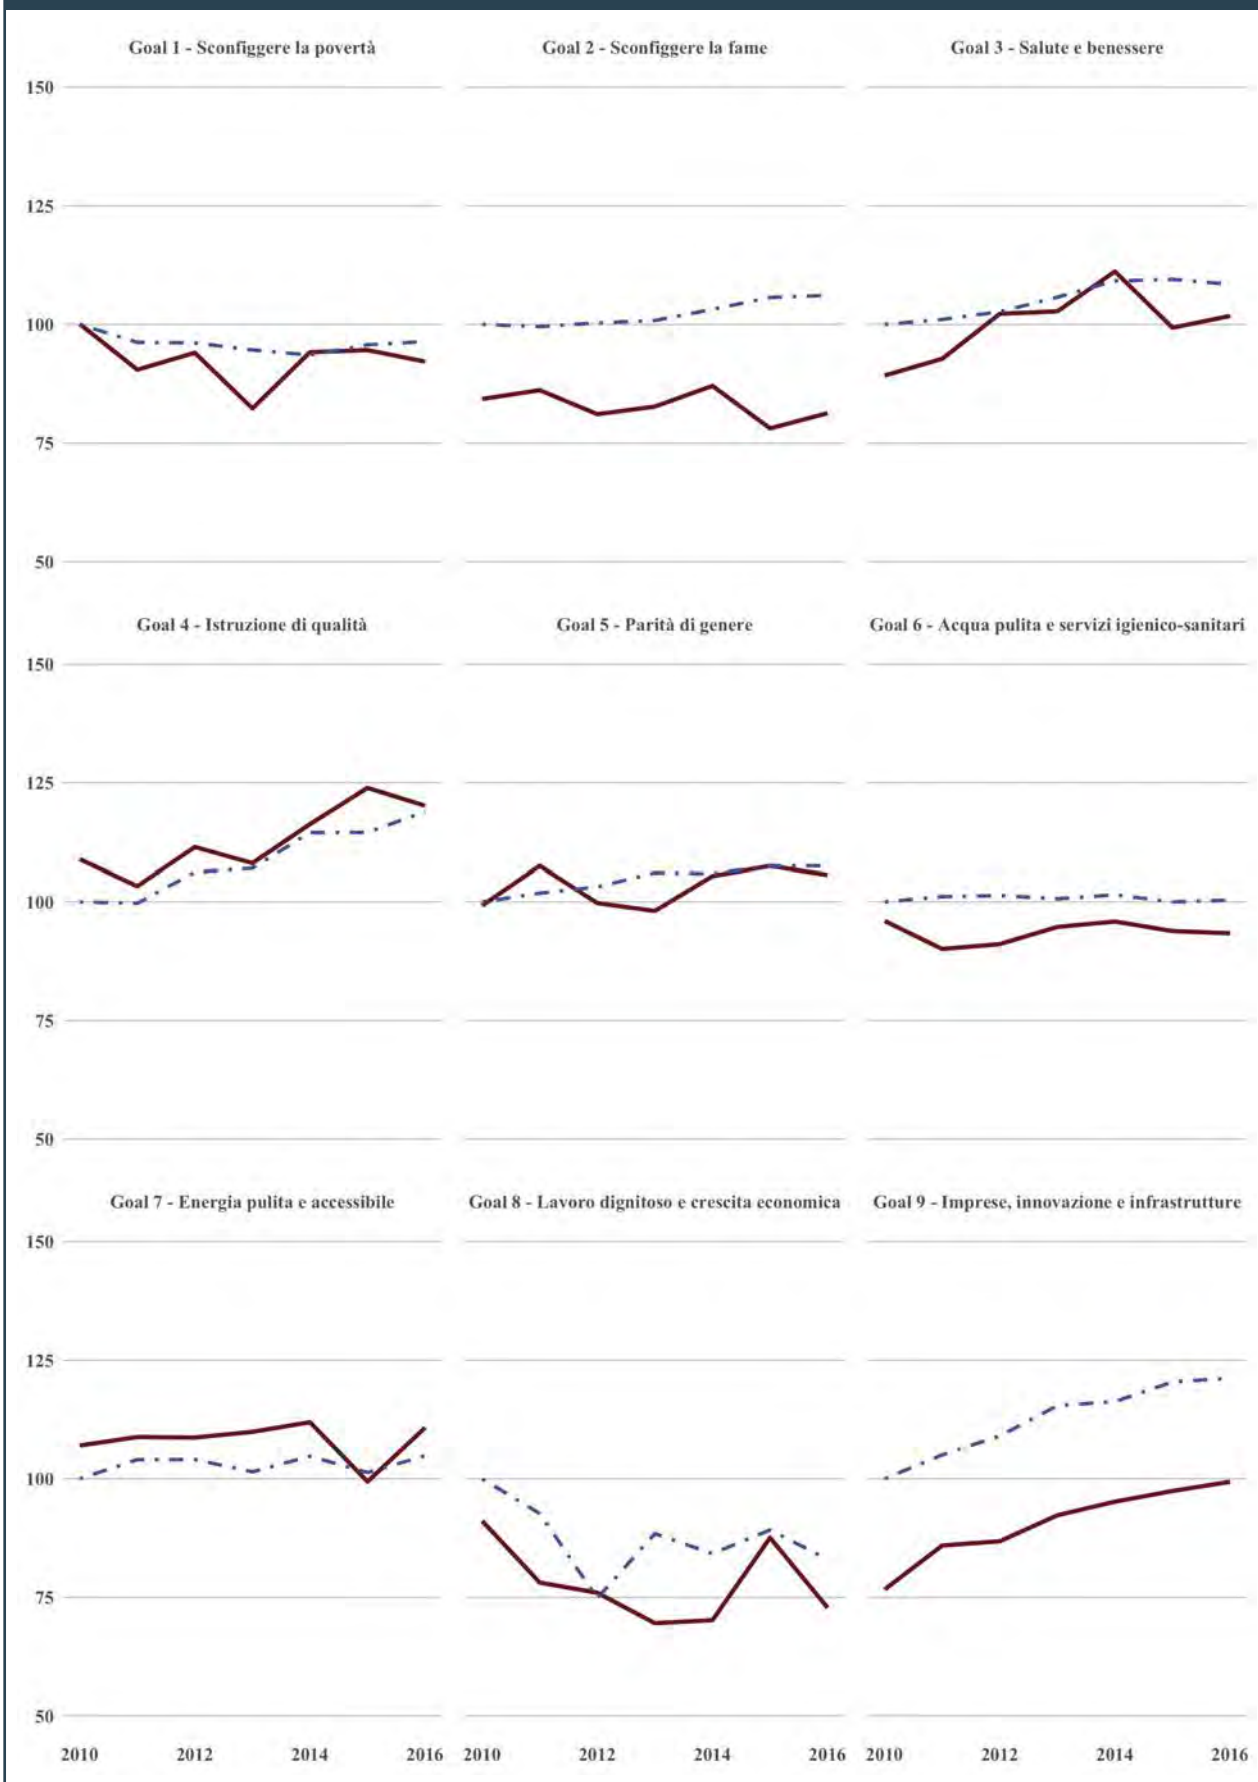 Goal 1 - Sconfiggere la povertà
Goal 2 - Sconfiggere la fame
Goal 3 - Salute e benessere
150
125
100
75
50
Goal 4 - Istruzione di qualità
Goal 5 - Parità di genere
Goal 6 - Acqua pulita e servizi igienico-sanitari
150
125
100
75
50
Goal 7 - Energia pulita e accessibile
Goal 8 - Lavoro dignitoso e crescita economica
Goal 9 - Imprese, innovazione e infrastrutture
150
125
100
75
50
2010 2012 2014 2016
2010 2012 2014 2016
2010 2012 2014 2016